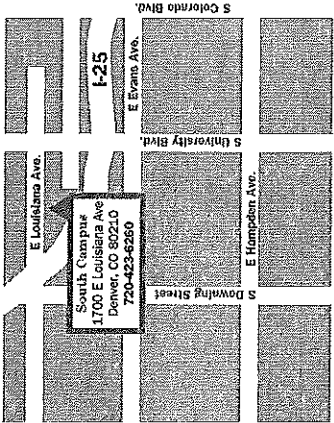 S Colorado Blvd.
I-25
E Evans Ave.
S University Blvd.
E Louisiana Ave.
E Hampden Ave.
South Campus
1700 E Louisiana Ave
Denver, CO 80210
720-423-6260
S Downing Street